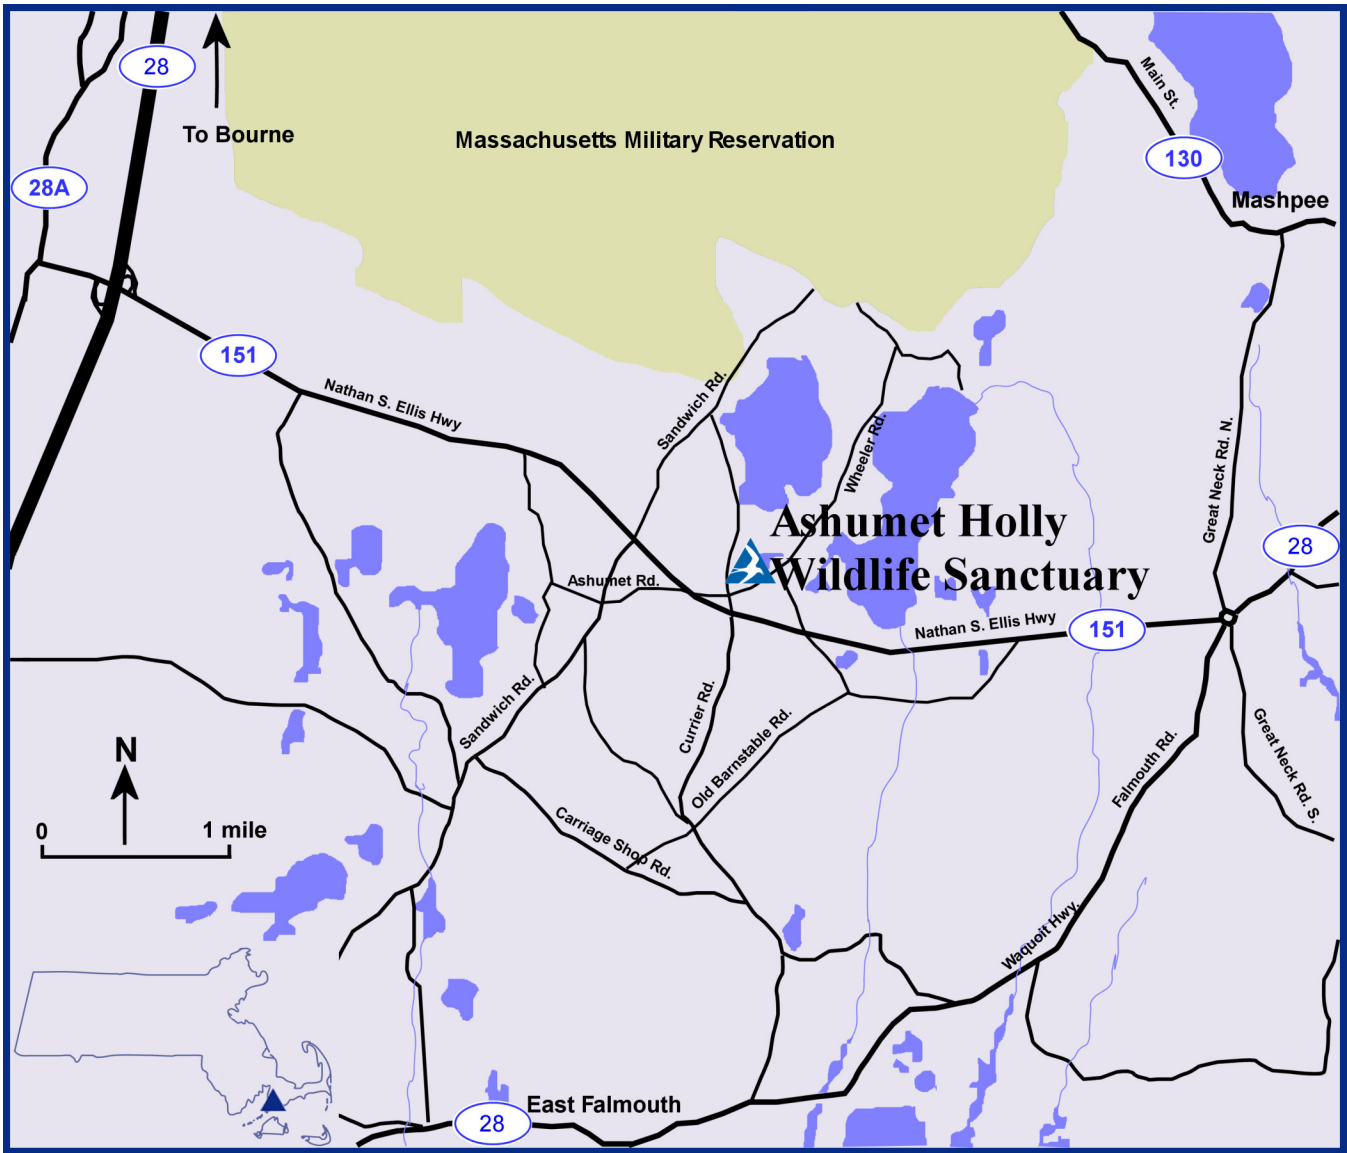 28
Main St.
To Bourne
Massachusetts Military Reservation
130
28A
Mashpee
151
Nathan S. Ellis Hwy
Sandwich Rd.
Wheeler Rd.
Great Neck Rd. N.
Ashumet Holly
Wildlife Sanctuary
28
Ashumet Rd.
Nathan S. Ellis Hwy
151
Sandwich Rd.
Currier Rd.
Old Barnstable Rd.
Falmouth Rd.
Great Neck Rd. S.
N
0 1 mile
Carriage Shop Rd.
Waquoit Hwy.
East Falmouth
28